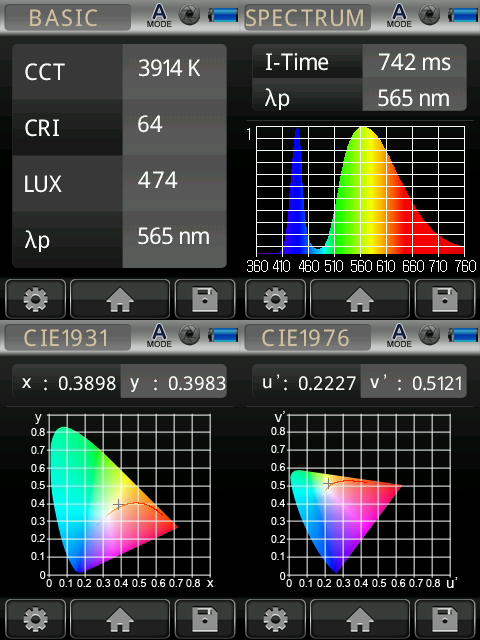 BASIC
A
MODE
CCT 3914 K
CRI 64
LUX 474
λp 565 nm
SPECTRUM
A
MODE
I-Time 742 ms
λp 565 nm
1
360 410 460 510 560 610 660 710 760
CIE1931
A
MODE
x : 0.3898 y : 0.3983
y
0.8
0.7
0.6
0.5
0.4
0.3
0.2
0.1
0
0 0.1 0.2 0.3 0.4 0.5 0.6 0.7 0.8 x
CIE1976
A
MODE
u': 0.2227 v' : 0.5121
v'
0.8
0.7
0.6
0.5
0.4
0.3
0.2
0.1
0
0 0.1 0.2 0.3 0.4 0.5 0.6 0.7 0.8 u'